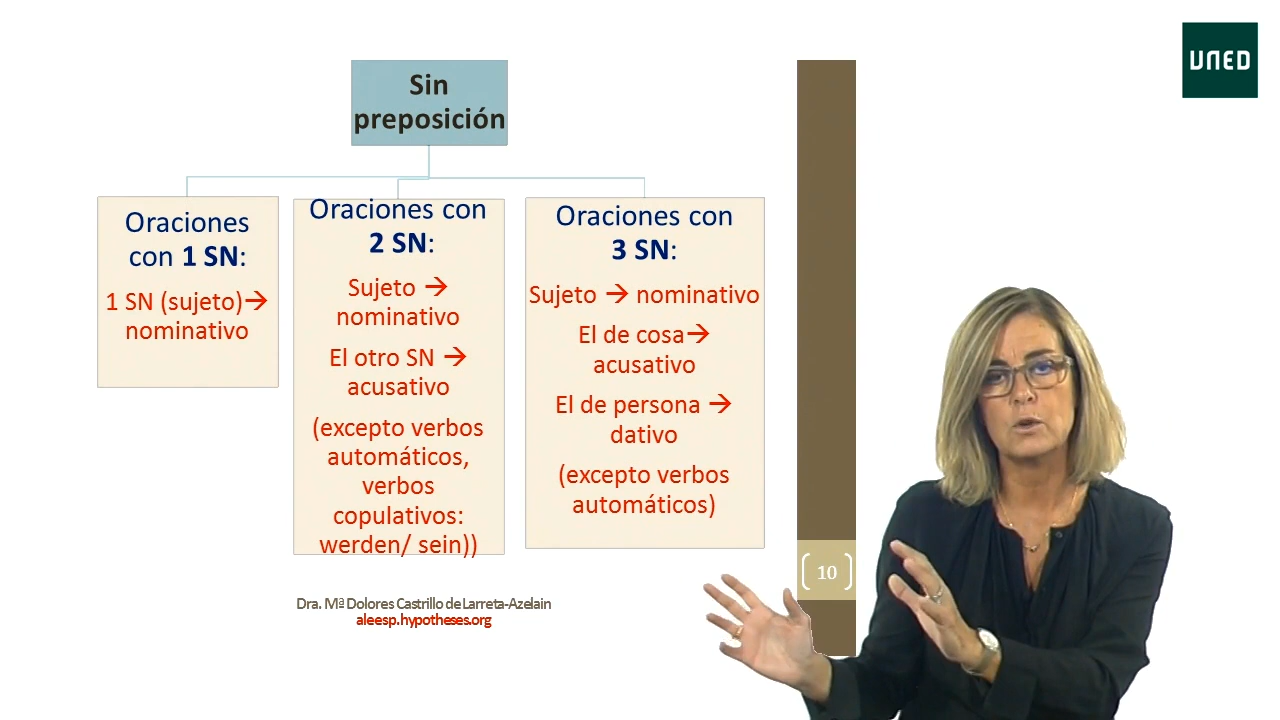 UNED
Sin
preposición
Oraciones
con 1 SN:
1 SN (sujeto)→
nominativo
Oraciones con
2 SN:
Sujeto →
nominativo
El otro SN →
acusativo
(excepto verbos
automáticos,
verbos
copulativos:
werden/ sein))
Oraciones con
3 SN:
Sujeto → nominativo
El de cosa→
acusativo
El de persona →
dativo
(excepto verbos
automáticos)
10
Dra. Mª Dolores Castrillo de Larreta-Azelain
aleesp.hypotheses.org